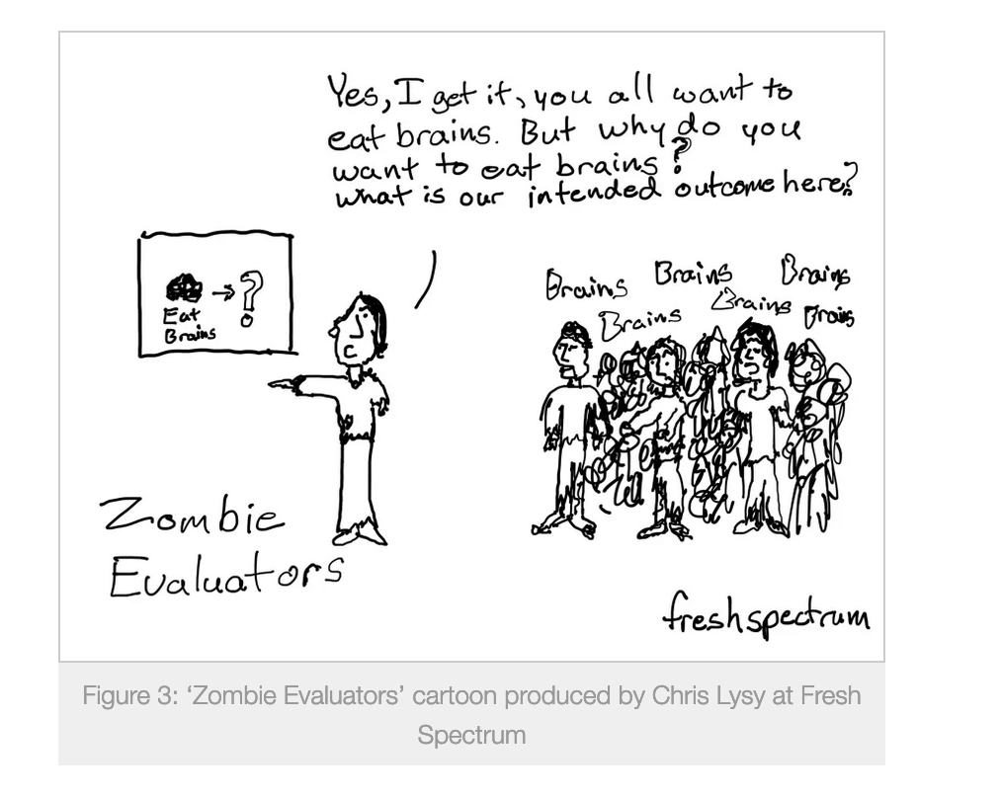 Yes, I get it, you all want to
eat brains. But why do you
want to eat brains?
What is our intended outcome here?
?
Eat
Brains
Brains
Brains
Brains
Brains
Brains
Brains
Zombie
Evaluators
freshspectrum
Figure 3: ‘Zombie Evaluators’ cartoon produced by Chris Lysy at Fresh
Spectrum